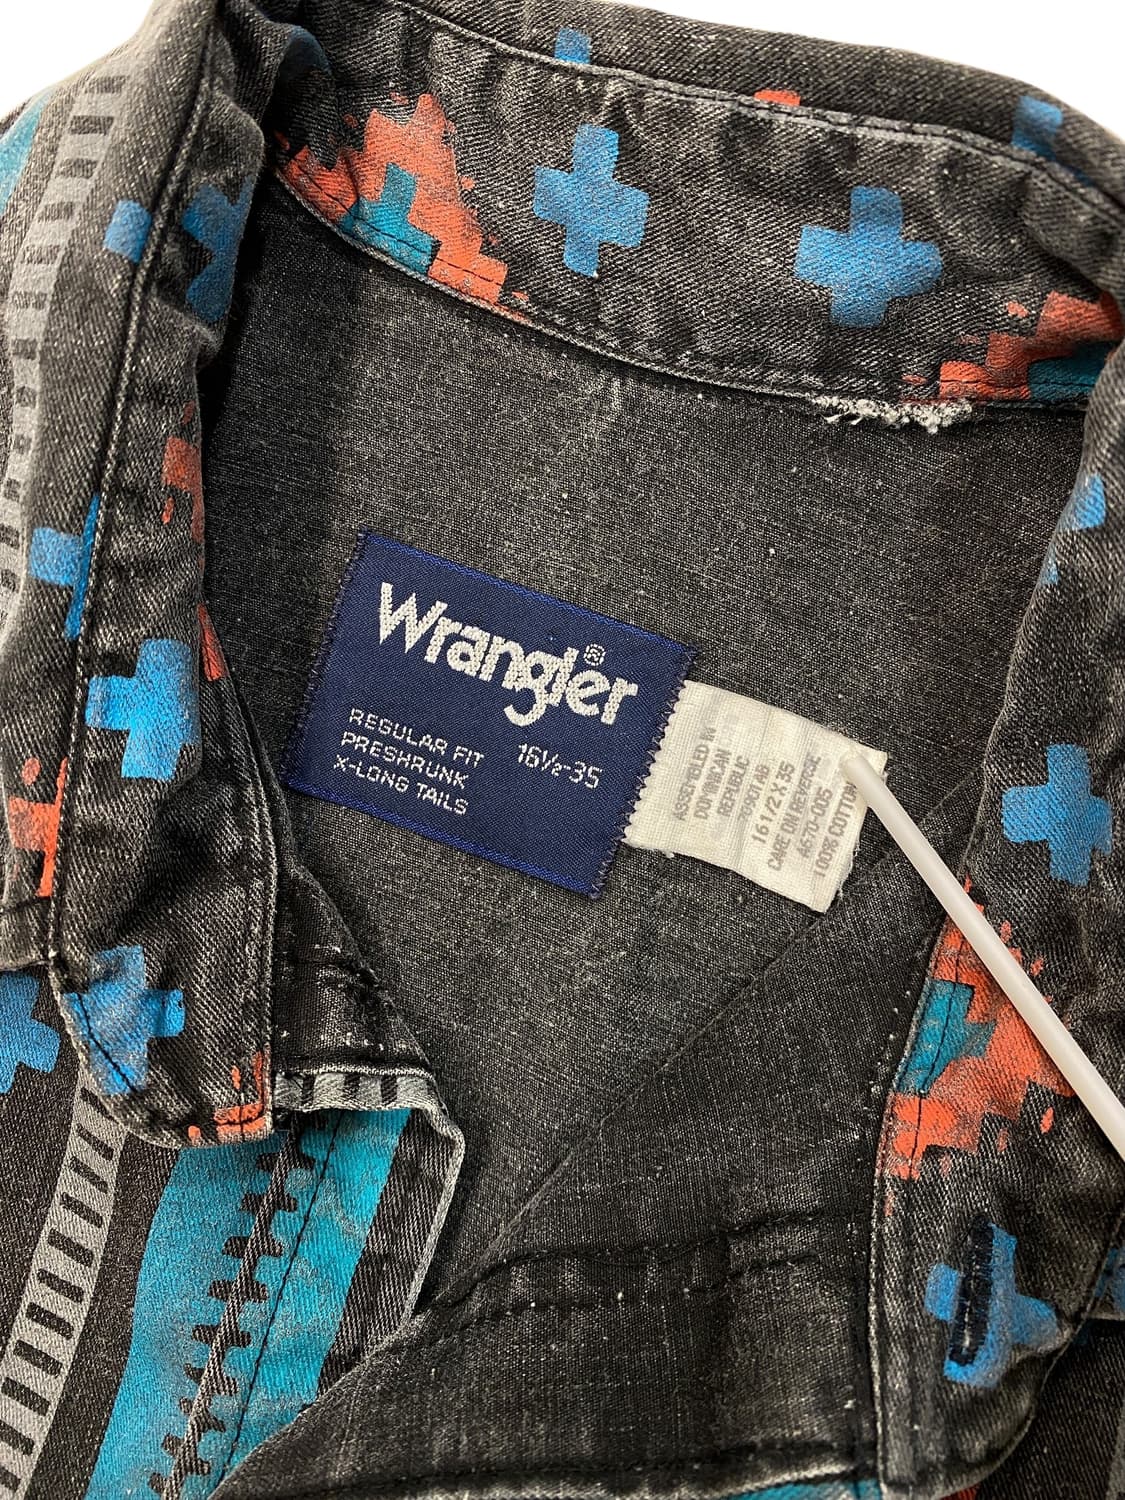 Wrangler®
REGULAR FIT 16½-35
PRESHRUNK
X-LONG TAILS
ASSEMBLED IN
DOMINICAN
REPUBLIC
16 1/2 X 35
CARE ON REVERSE
100% COTTON